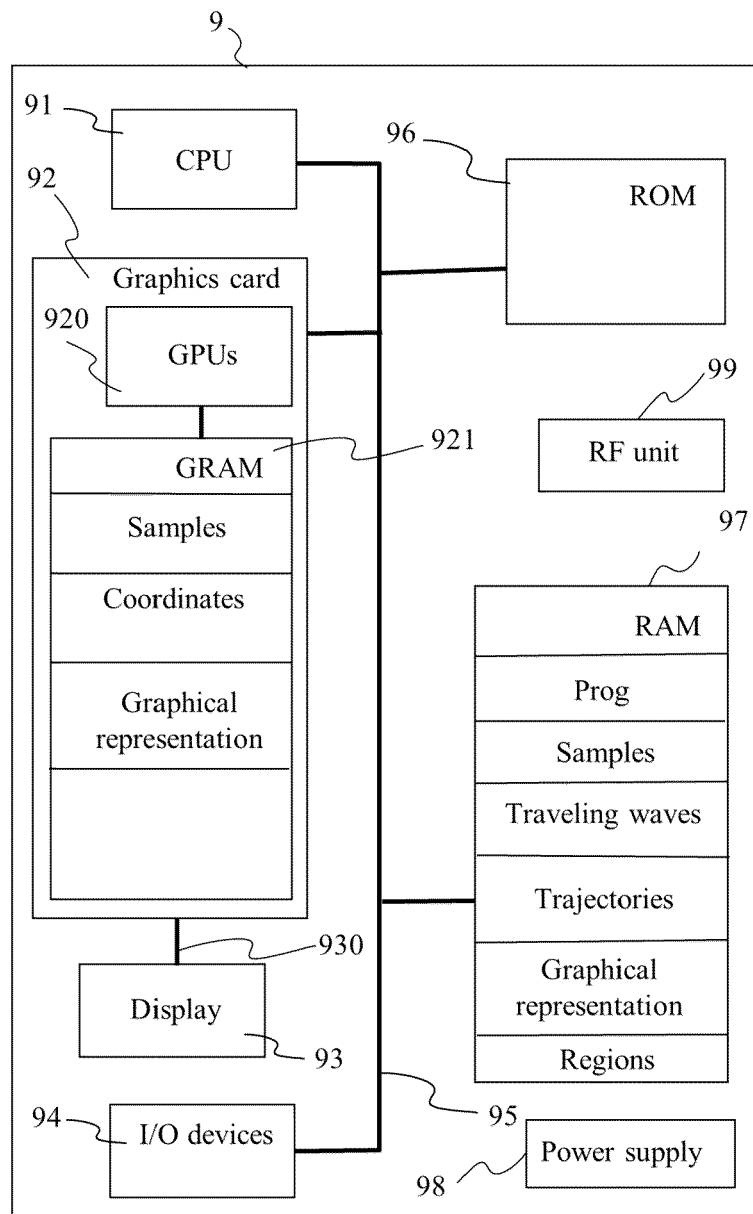 9
91
CPU
96
ROM
92
Graphics card
920
GPUs
99
RF unit
921
GRAM
Samples
Coordinates
Graphical
representation
97
RAM
Prog
Samples
Traveling waves
Trajectories
Graphical
representation
Regions
930
Display
93
94
I/O devices
95
98
Power supply